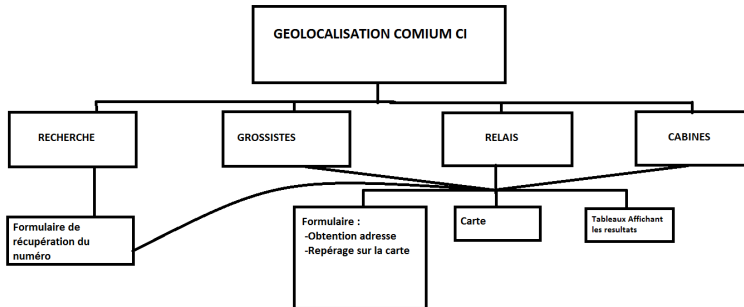 GEOLOCALISATION COMIUM CI
RECHERCHE
GROSSISTES
RELAIS
CABINES
Formulaire de
récupération du
numéro
Formulaire :
-Obtention adresse
-Repérage sur la carte
Carte
Tableaux Affichant
les resultats